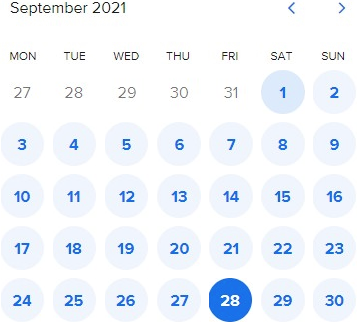 September 2021
MON TUE WED THU FRI SAT SUN
27 28 29 30 31 1 2
3 4 5 6 7 8 9
10 11 12 13 14 15 16
17 18 19 20 21 22 23
24 25 26 27 28 29 30